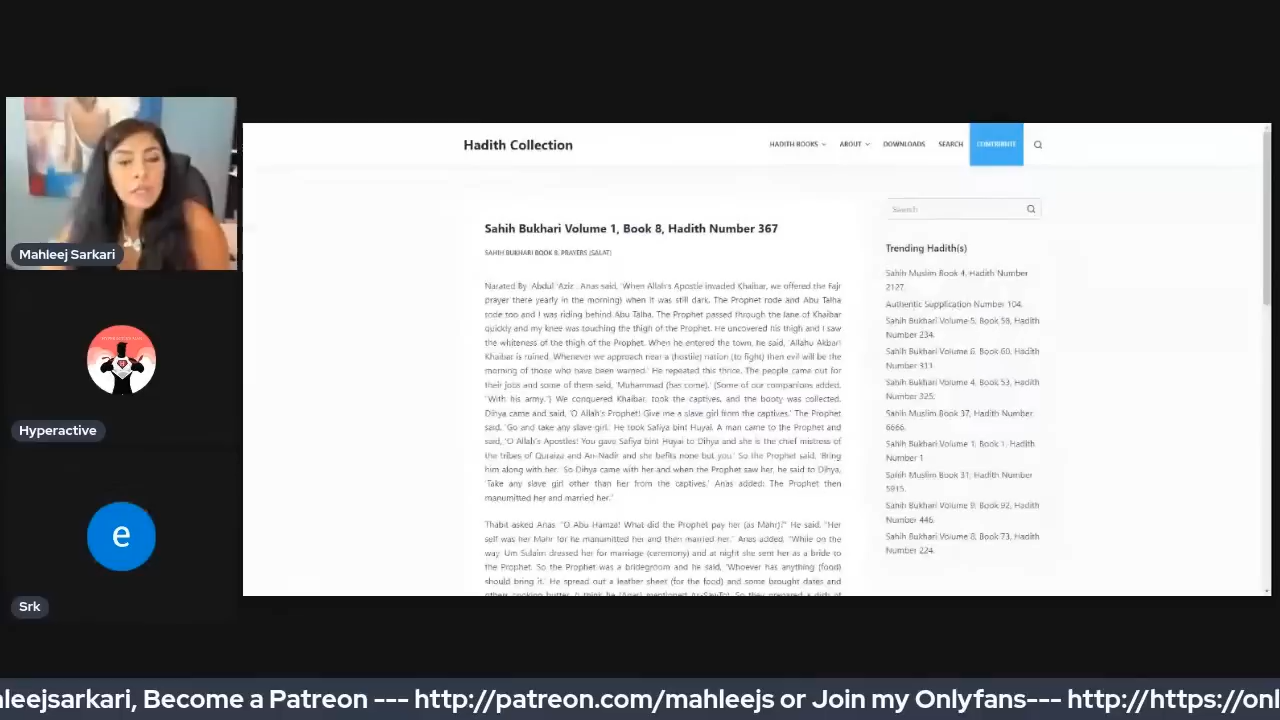 Mahleej Sarkari
Hyperactive
e
Srk
Hadith Collection
HADITH BOOKS
ABOUT
DOWNLOADS
SEARCH
CONTRIBUTE
Sahih Bukhari Volume 1, Book 8, Hadith Number 367
SAHIH BUKHARI BOOK 8. PRAYERS (SALAT)
Narated By 'Abdul 'Aziz : Anas said, 'When Allah's Apostle invaded Khaibar, we offered the Fajr
prayer there yearly in the morning) when it was still dark. The Prophet rode and Abu Talha
rode too and I was riding behind Abu Talha. The Prophet passed through the lane of Khaibar
quickly and my knee was touching the thigh of the Prophet. He uncovered his thigh and I saw
the whiteness of the thigh of the Prophet. When he entered the town, he said, 'Allahu Akbar!
Khaibar is ruined. Whenever we approach near a (hostile) nation (to fight) then evil will be the
morning of those who have been warned.' He repeated this thrice. The people came out for
their jobs and some of them said, 'Muhammad (has come).' (Some of our companions added,
"With his army.") We conquered Khaibar, took the captives, and the booty was collected.
Dihya came and said, 'O Allah's Prophet! Give me a slave girl from the captives.' The Prophet
said, 'Go and take any slave girl.' He took Safiya bint Huyai. A man came to the Prophet and
said, 'O Allah's Apostles! You gave Safiya bint Huyai to Dihya and she is the chief mistress of
the tribes of Quraiza and An-Nadir and she befits none but you.' So the Prophet said, 'Bring
him along with her.' So Dihya came with her and when the Prophet saw her, he said to Dihya,
'Take any slave girl other than her from the captives.' Anas added: The Prophet then
manumitted her and married her."
Thabit asked Anas, "O Abu Hamza! What did the Prophet pay her (as Mahr)?" He said, "Her
self was her Mahr for he manumitted her and then married her." Anas added, "While on the
way, Um Sulaim dressed her for marriage (ceremony) and at night she sent her as a bride to
the Prophet. So the Prophet was a bridegroom and he said, 'Whoever has anything (food)
should bring it.' He spread out a leather sheet (for the food) and some brought dates and
others cooking butter. (I think he (Anas) mentioned As-SawTq). So they prepared a dish of
Search
Trending Hadith(s)
Sahih Muslim Book 4, Hadith Number
2127.
Authentic Supplication Number 104.
Sahih Bukhari Volume 5, Book 58, Hadith
Number 234.
Sahih Bukhari Volume 6, Book 60, Hadith
Number 311
Sahih Bukhari Volume 4, Book 53, Hadith
Number 325.
Sahih Muslim Book 37, Hadith Number
6666.
Sahih Bukhari Volume 1, Book 1, Hadith
Number 1
Sahih Muslim Book 31, Hadith Number
5915.
Sahih Bukhari Volume 9, Book 92, Hadith
Number 446.
Sahih Bukhari Volume 8, Book 73, Hadith
Number 224.
hleejsarkari, Become a Patreon --- http://patreon.com/mahleejs or Join my Onlyfans--- http://https://onl